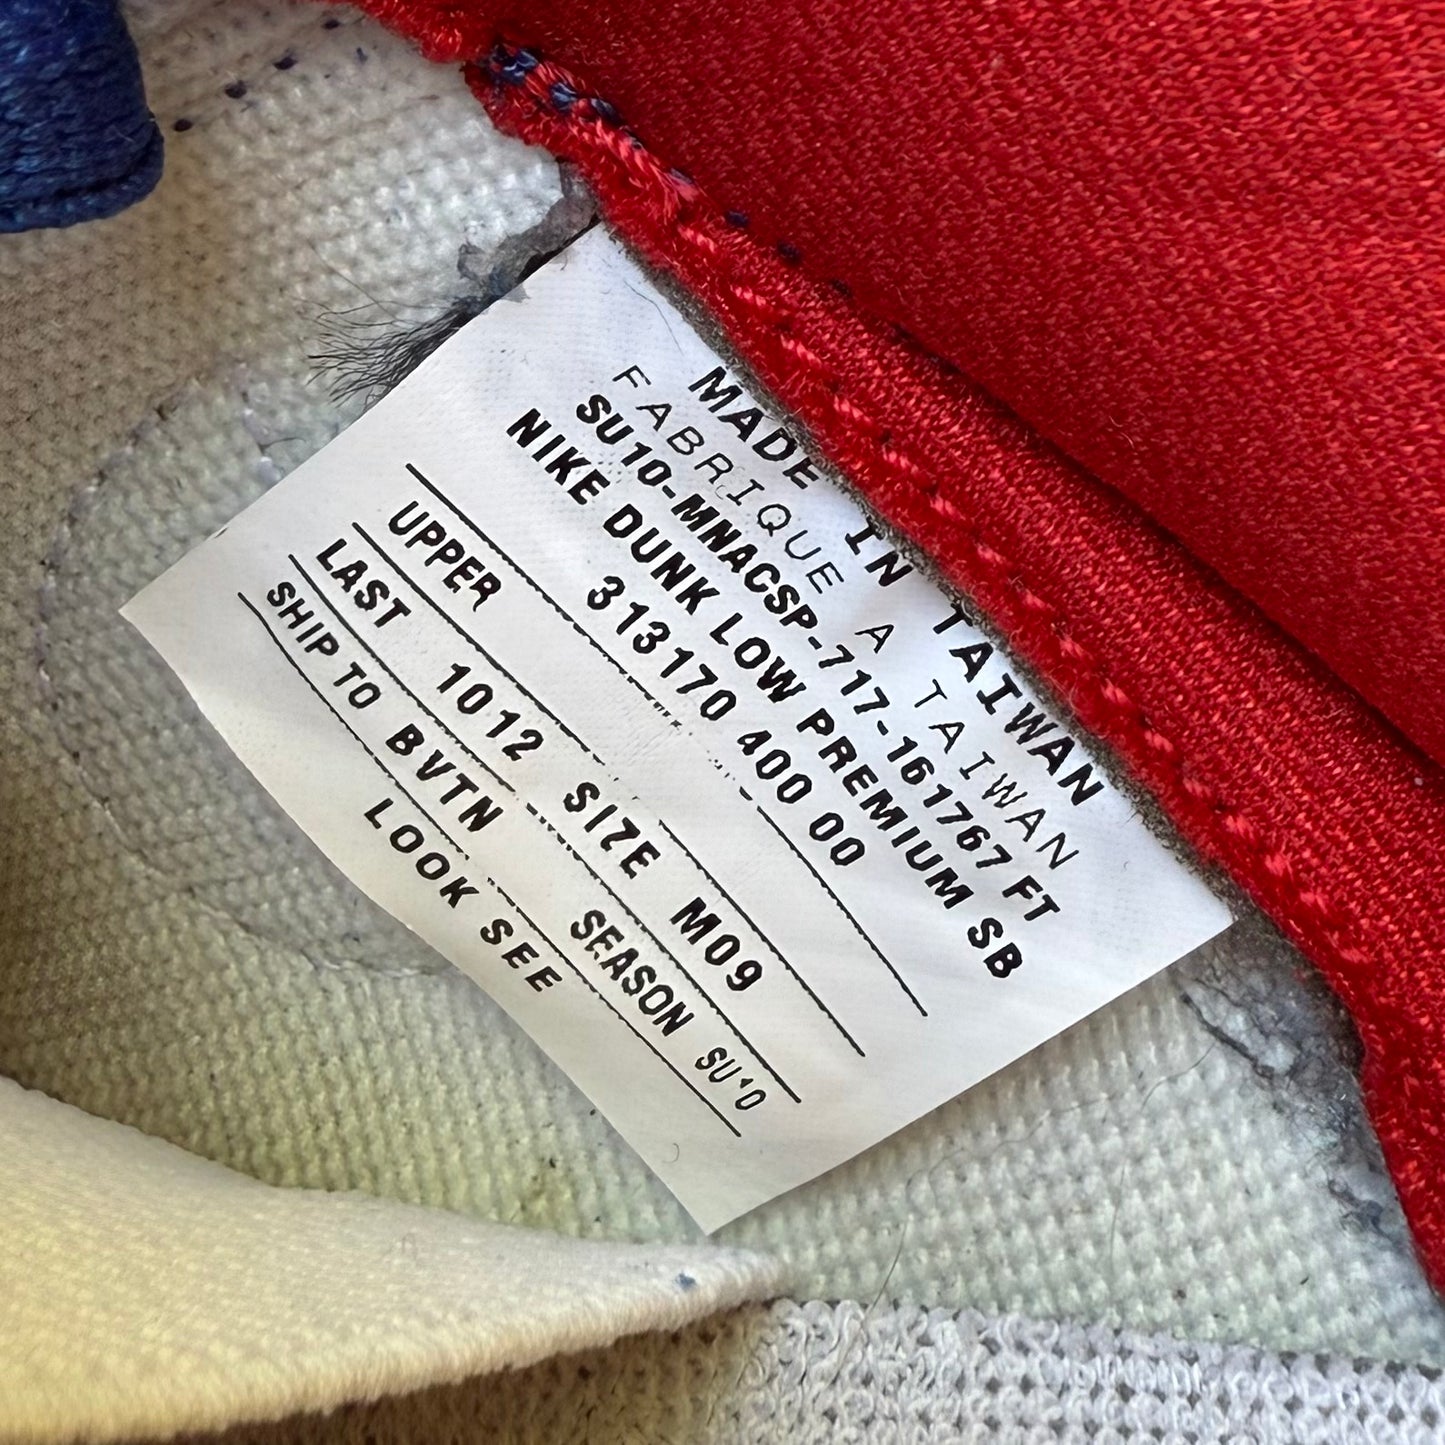 MADE IN TAIWAN
FABRIQUE A TAIWAN
SU10-MNACSP-717-161767 FT
NIKE DUNK LOW PREMIUM SB
313170 400 00
UPPER
LAST 1012 SIZE M09
SHIP TO BVTN SEASON SU'10
LOOK SEE